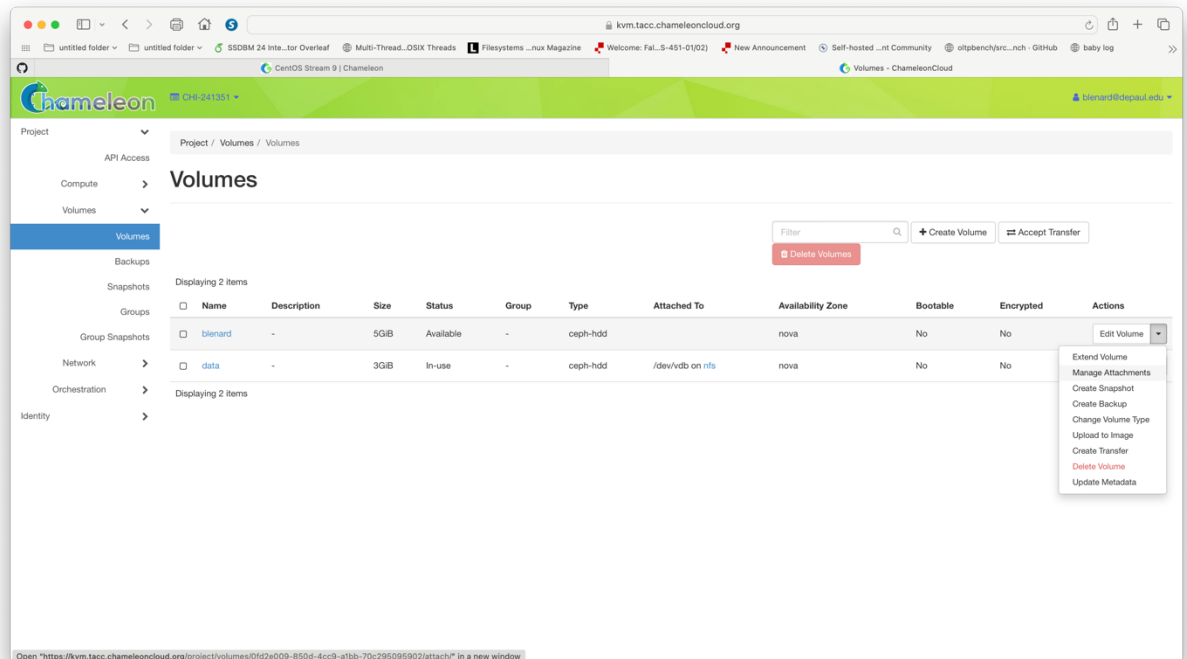 kvm.tacc.chameleoncloud.org
untitled folder untitled folder SSDBM 24 Inte...tor Overleaf Multi-Thread...OSIX Threads Filesystems ...nux Magazine Welcome: Fal...S-451-01/02) New Announcement Self-hosted ...nt Community oltpbench/src...nch · GitHub baby log
CentOS Stream 9 | Chameleon Volumes - ChameleonCloud
Chameleon CHI-241351 blenard@depaul.edu
Project
Project / Volumes / Volumes
API Access
Compute
Volumes
Volumes
Volumes
Filter + Create Volume Accept Transfer
Delete Volumes
Backups
Snapshots
Displaying 2 items
Groups
Name Description Size Status Group Type Attached To Availability Zone Bootable Encrypted Actions
Group Snapshots
blenard - 5GiB Available - ceph-hdd nova No No Edit Volume
Network
data - 3GiB In-use - ceph-hdd /dev/vdb on nfs nova No No
Orchestration
Displaying 2 items
Identity
Extend Volume
Manage Attachments
Create Snapshot
Create Backup
Change Volume Type
Upload to Image
Create Transfer
Delete Volume
Update Metadata
Open "https://kvm.tacc.chameleoncloud.org/project/volumes/0fd2e009-850d-4cc9-a1bb-70c295095902/attach/" in a new window